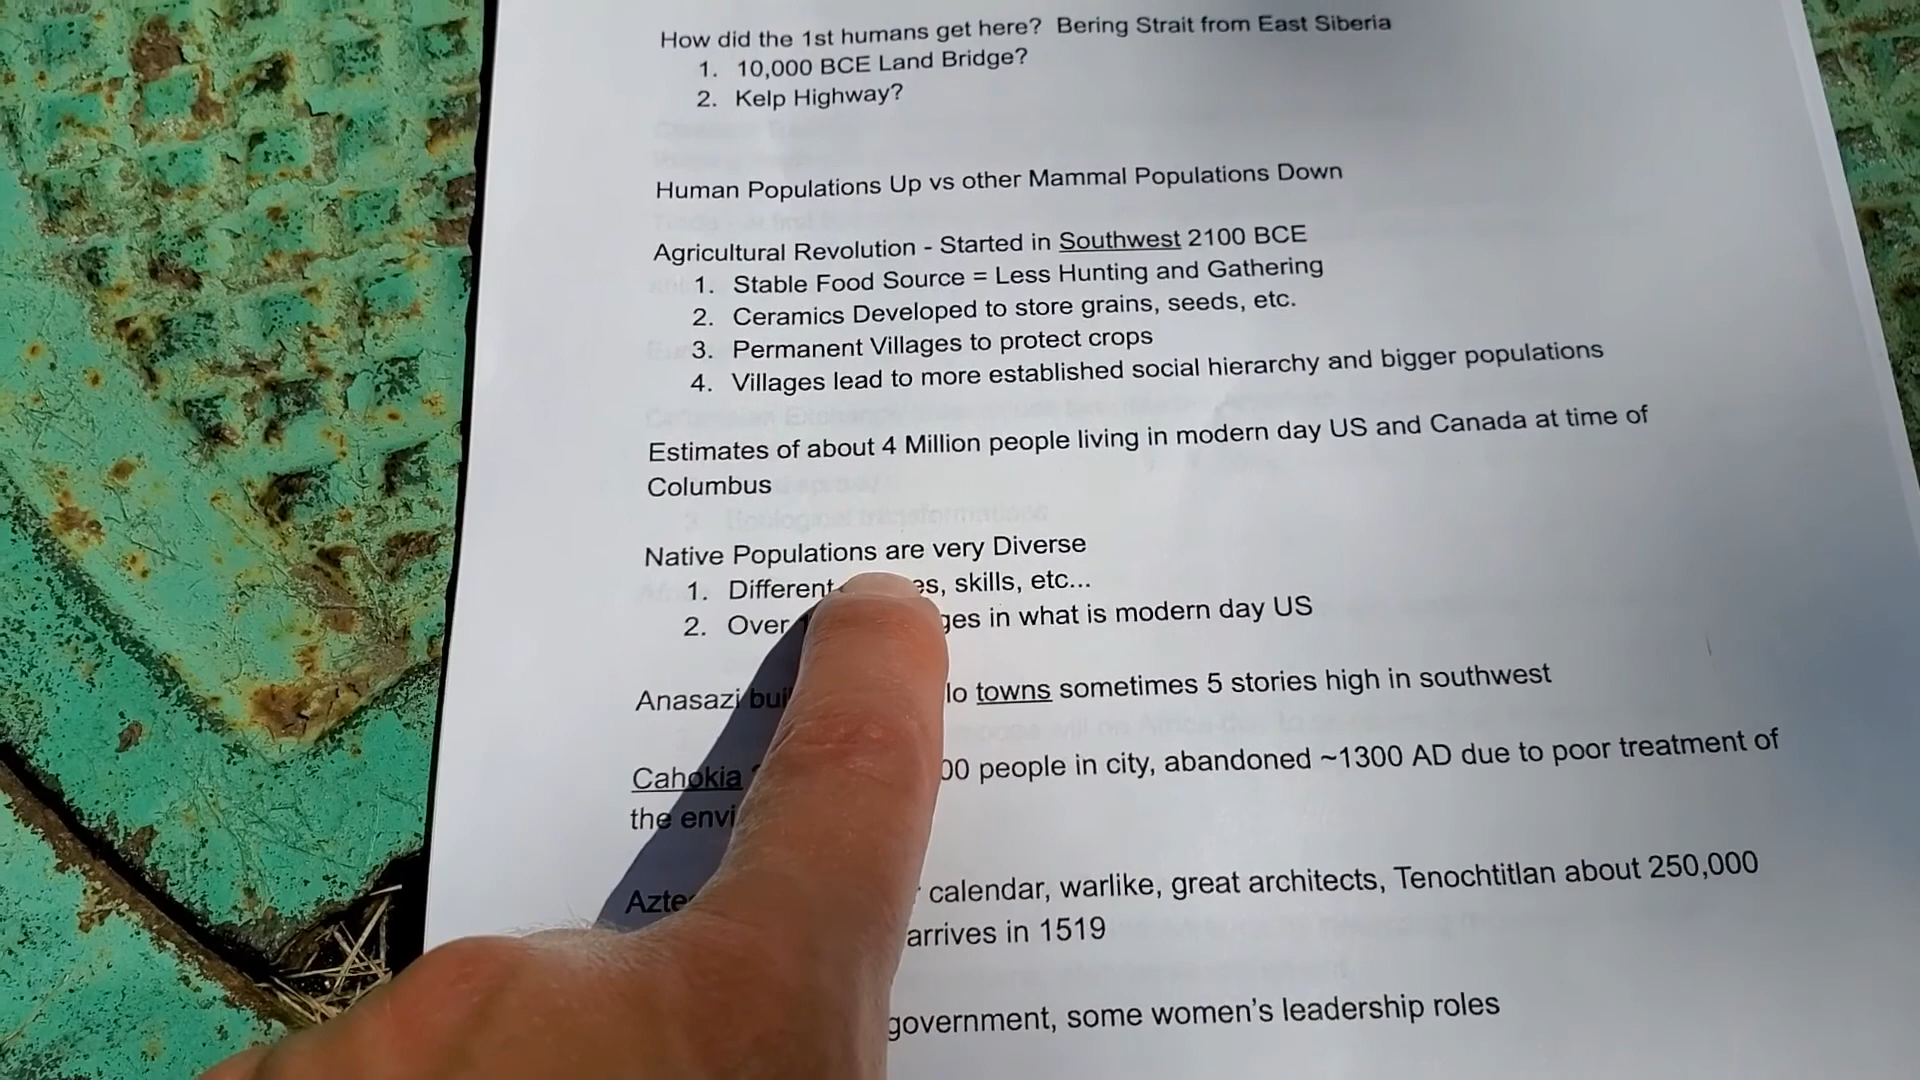 How did the 1st humans get here? Bering Strait from East Siberia
1. 10,000 BCE Land Bridge?
2. Kelp Highway?
Human Populations Up vs other Mammal Populations Down
Agricultural Revolution - Started in Southwest 2100 BCE
1. Stable Food Source = Less Hunting and Gathering
2. Ceramics Developed to store grains, seeds, etc.
3. Permanent Villages to protect crops
4. Villages lead to more established social hierarchy and bigger populations
Estimates of about 4 Million people living in modern day US and Canada at time of
Columbus
Native Populations are very Diverse
1. Different skills, etc...
2. Over in what is modern day US
Anasazi towns sometimes 5 stories high in southwest
Cahokia people in city, abandoned ~1300 AD due to poor treatment of
the
calendar, warlike, great architects, Tenochtitlan about 250,000
arrives in 1519
government, some women's leadership roles